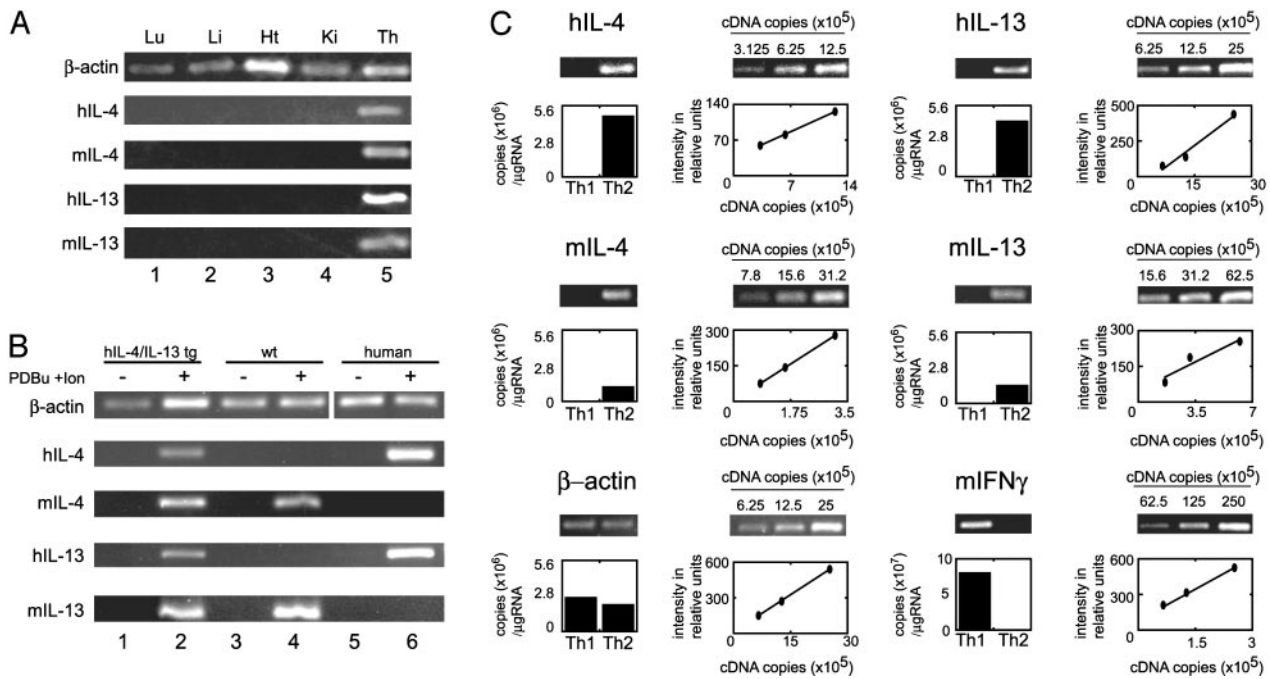 A
Lu Li Ht Ki Th
β-actin
hIL-4
mIL-4
hIL-13
mIL-13
1 2 3 4 5
B
hIL-4/IL-13 tg wt human
PDBu +Ion - + - + - +
β-actin
hIL-4
mIL-4
hIL-13
mIL-13
1 2 3 4 5 6
C
hIL-4
cDNA copies (x10⁵)
3.125 6.25 12.5
copies (x10⁶)
/µgRNA
5.6
2.8
0
Th1 Th2
intensity in
relative units
140
70
0
7 14
cDNA copies (x10⁵)
hIL-13
cDNA copies (x10⁵)
6.25 12.5 25
copies (x10⁶)
/µgRNA
5.6
2.8
0
Th1 Th2
intensity in
relative units
500
250
0
15 30
cDNA copies (x10⁵)
mIL-4
cDNA copies (x10⁵)
7.8 15.6 31.2
copies (x10⁶)
/µgRNA
5.6
2.8
0
Th1 Th2
intensity in
relative units
300
150
0
1.75 3.5
cDNA copies (x10⁵)
mIL-13
cDNA copies (x10⁵)
15.6 31.2 62.5
copies (x10⁶)
/µgRNA
5.6
2.8
0
Th1 Th2
intensity in
relative units
300
150
0
3.5 7
cDNA copies (x10⁵)
β–actin
cDNA copies (x10⁵)
6.25 12.5 25
copies (x10⁶)
/µgRNA
5.6
2.8
0
Th1 Th2
intensity in
relative units
600
300
0
15 30
cDNA copies (x10⁵)
mIFNγ
cDNA copies (x10⁵)
62.5 125 250
copies (x10⁷)
/µgRNA
10
5
0
Th1 Th2
intensity in
relative units
600
300
0
1.5 3
cDNA copies (x10⁵)